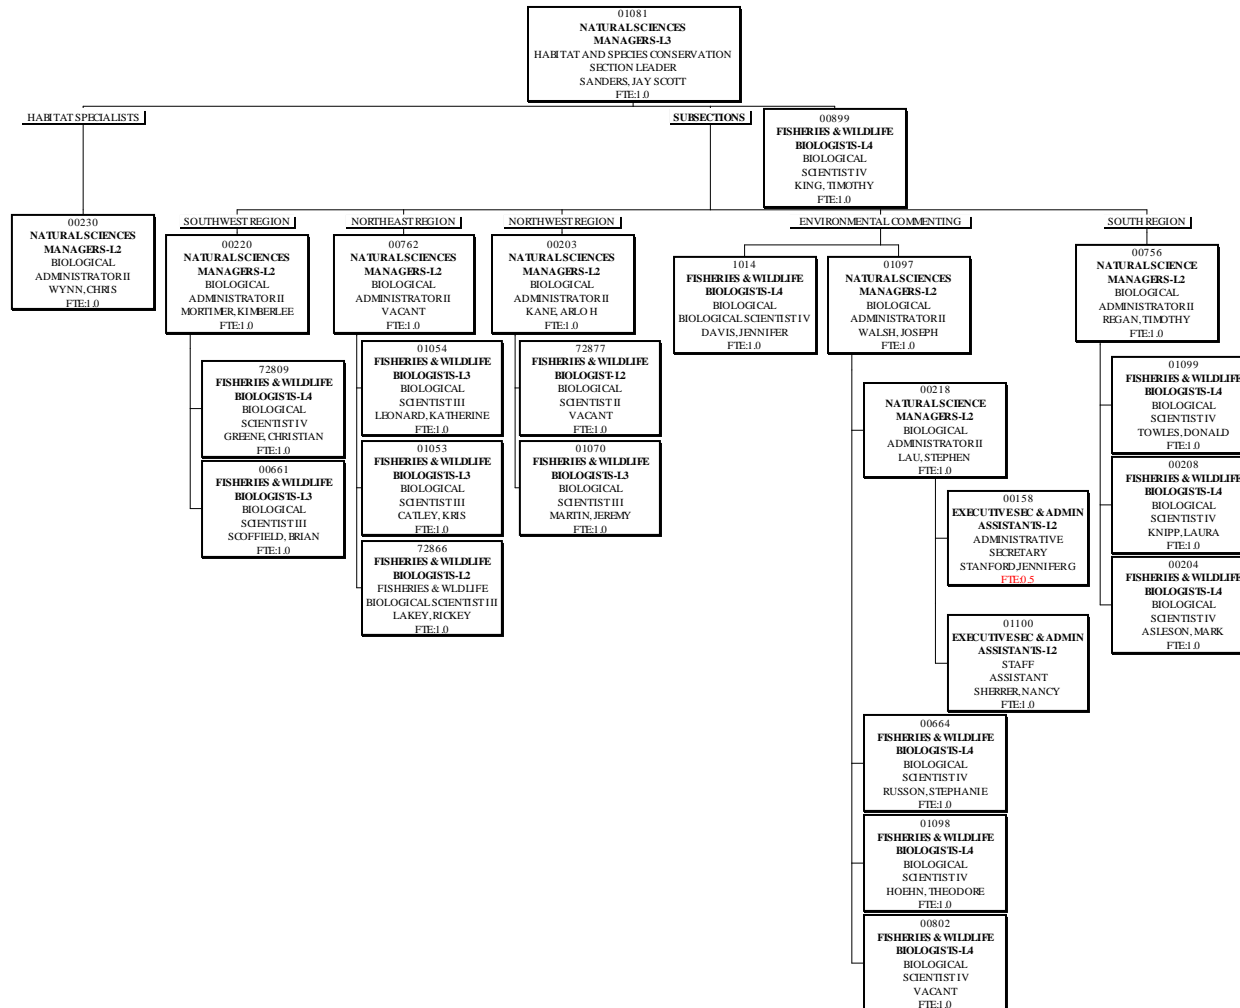 01081
NATURAL SCIENCES
MANAGERS-L3
HABITAT AND SPECIES CONSERVATION
SECTION LEADER
SANDERS, JAY SCOTT
FTE:1.0
HABITAT SPECIALISTS
SUBSECTIONS
00899
FISHERIES & WILDLIFE
BIOLOGISTS-L4
BIOLOGICAL
SCIENTIST IV
KING, TIMOTHY
FTE:1.0
00230
NATURAL SCIENCES
MANAGERS-L2
BIOLOGICAL
ADMINISTRATOR II
WYNN, CHRIS
FTE:1.0
SOUTHWEST REGION
00220
NATURAL SCIENCES
MANAGERS-L2
BIOLOGICAL
ADMINISTRATOR II
MORTIMER, KIMBERLEE
FTE:1.0
72809
FISHERIES & WILDLIFE
BIOLOGISTS-L4
BIOLOGICAL
SCIENTIST IV
GREENE, CHRISTIAN
FTE:1.0
00661
FISHERIES & WILDLIFE
BIOLOGISTS-L3
BIOLOGICAL
SCIENTIST III
SCOFFIELD, BRIAN
FTE:1.0
NORTHEAST REGION
00762
NATURAL SCIENCES
MANAGERS-L2
BIOLOGICAL
ADMINISTRATOR II
VACANT
FTE:1.0
01054
FISHERIES & WILDLIFE
BIOLOGISTS-L3
BIOLOGICAL
SCIENTIST III
LEONARD, KATHERINE
FTE:1.0
01053
FISHERIES & WILDLIFE
BIOLOGISTS-L3
BIOLOGICAL
SCIENTIST III
CATLEY, KRIS
FTE:1.0
72866
FISHERIES & WILDLIFE
BIOLOGISTS-L2
FISHERIES & WLDLIFE
BIOLOGICAL SCIENTIST III
LAKEY, RICKEY
FTE:1.0
NORTHWEST REGION
00203
NATURAL SCIENCES
MANAGERS-L2
BIOLOGICAL
ADMINISTRATOR II
KANE, ARLO H
FTE:1.0
72877
FISHERIES & WILDLIFE
BIOLOGIST-L2
BIOLOGICAL
SCIENTIST II
VACANT
FTE:1.0
01070
FISHERIES & WILDLIFE
BIOLOGISTS-L3
BIOLOGICAL
SCIENTIST III
MARTIN, JEREMY
FTE:1.0
ENVIRONMENTAL COMMENTING
1014
FISHERIES & WILDLIFE
BIOLOGISTS-L4
BIOLOGICAL
BIOLOGICAL SCIENTIST IV
DAVIS, JENNIFER
FTE:1.0
01097
NATURAL SCIENCES
MANAGERS-L2
BIOLOGICAL
ADMINISTRATOR II
WALSH, JOSEPH
FTE:1.0
00218
NATURAL SCIENCE
MANAGERS-L2
BIOLOGICAL
ADMINISTRATOR II
LAU, STEPHEN
FTE:1.0
00158
EXECUTIVE SEC & ADMIN
ASSISTANTS-L2
ADMINISTRATIVE
SECRETARY
STANFORD,JENNIFER G
FTE:0.5
01100
EXECUTIVE SEC & ADMIN
ASSISTANTS-L2
STAFF
ASSISTANT
SHERRER, NANCY
FTE:1.0
00664
FISHERIES & WILDLIFE
BIOLOGISTS-L4
BIOLOGICAL
SCIENTIST IV
RUSSON, STEPHANIE
FTE:1.0
01098
FISHERIES & WILDLIFE
BIOLOGISTS-L4
BIOLOGICAL
SCIENTIST IV
HOEHN, THEODORE
FTE:1.0
00802
FISHERIES & WILDLIFE
BIOLOGISTS-L4
BIOLOGICAL
SCIENTIST IV
VACANT
FTE:1.0
SOUTH REGION
00756
NATURAL SCIENCE
MANAGERS-L2
BIOLOGICAL
ADMINISTRATOR II
REGAN, TIMOTHY
FTE:1.0
01099
FISHERIES & WILDLIFE
BIOLOGISTS-L4
BIOLOGICAL
SCIENTIST IV
TOWLES, DONALD
FTE:1.0
00208
FISHERIES & WILDLIFE
BIOLOGISTS-L4
BIOLOGICAL
SCIENTIST IV
KNIPP, LAURA
FTE:1.0
00204
FISHERIES & WILDLIFE
BIOLOGISTS-L4
BIOLOGICAL
SCIENTIST IV
ASLESON, MARK
FTE:1.0